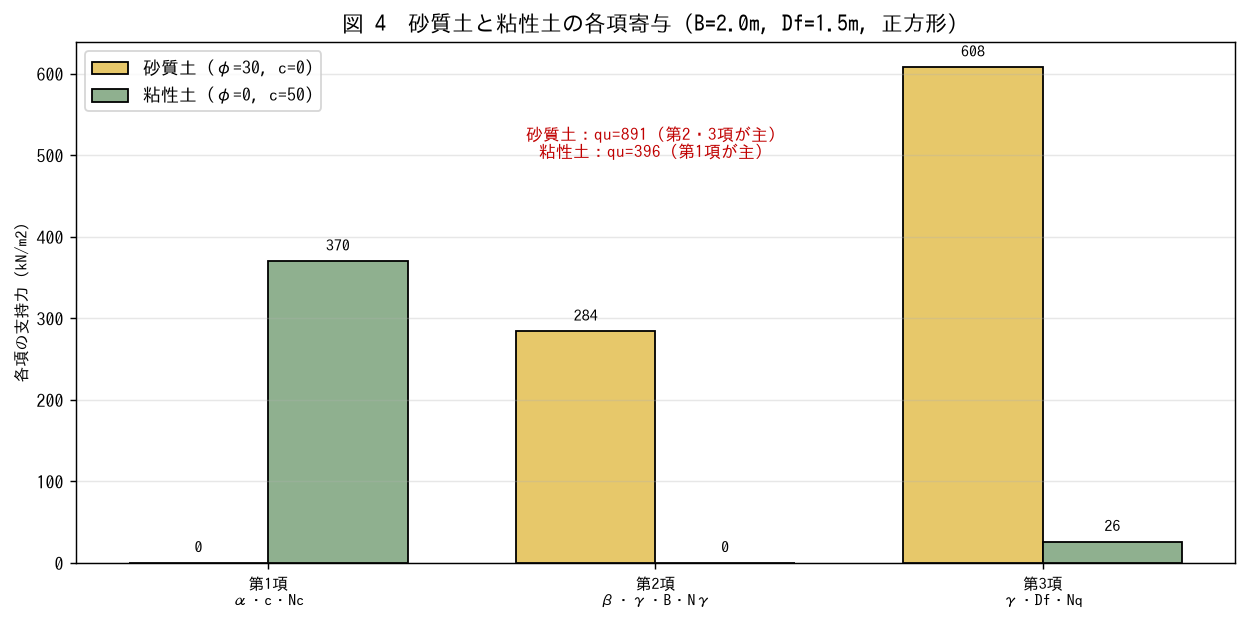 図 4　砂質土と粘性土の各項寄与 (B=2.0m, Df=1.5m, 正方形)
砂質土 (φ=30, c=0)
粘性土 (φ=0, c=50)
砂質土：qu=891 (第2・3項が主)
粘性土：qu=396 (第1項が主)
各項の支持力 (kN/m2)
600
500
400
300
200
100
0
0
370
284
0
608
26
第1項
α・c・Nc
第2項
β・γ・B・Nγ
第3項
γ・Df・Nq